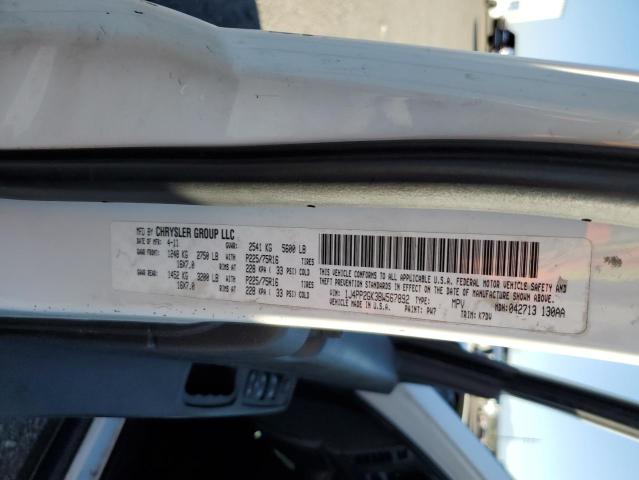 MFD BY CHRYSLER GROUP LLC
DATE OF MFR: 4-11 GVWR: 2541 KG 5600 LB
GAWR FRONT: 1248 KG 2750 LB WITH P225/75R16 TIRES
16X7.0 RIMS AT 228 KPA ( 33 PSI) COLD
GAWR REAR: 1452 KG 3200 LB WITH P225/75R16 TIRES
16X7.0 RIMS AT 228 KPA ( 33 PSI) COLD
THIS VEHICLE CONFORMS TO ALL APPLICABLE U.S.A. FEDERAL MOTOR VEHICLE SAFETY AND
THEFT PREVENTION STANDARDS IN EFFECT ON THE DATE OF MANUFACTURE SHOWN ABOVE.
VIN: 1J4PP2GK3BW567892 TYPE: MPV MDH: 042713 130AA
MADE IN U.S.A. PAINT: PW7 TRIM: K7DV